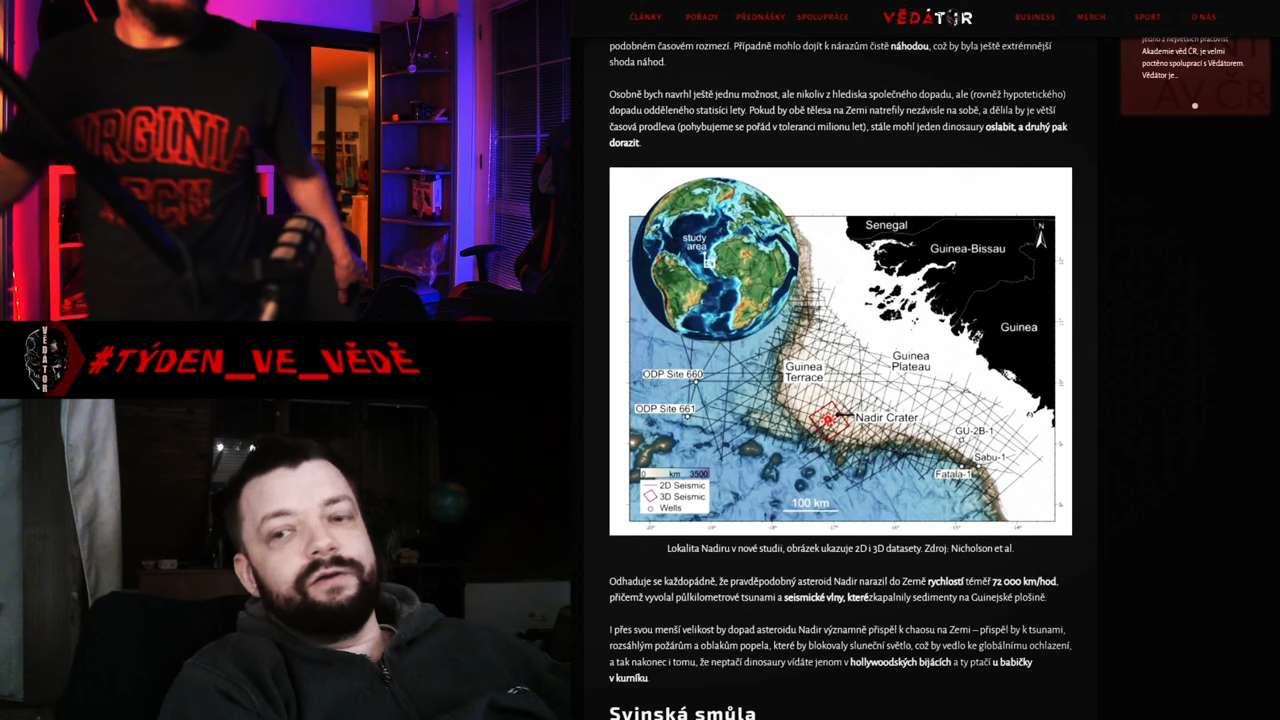 VIRGINIA
TECH
VĚDÁTOR
#TÝDEN_VE_VĚDĚ
ČLÁNKY
POŘADY
PŘEDNÁŠKY
SPOLUPRÁCE
VĚDÁTOR
BUSINESS
MERCH
SPORT
O NÁS
podobném časovém rozmezí. Případně mohlo dojít k nárazům čistě náhodou, což by byla ještě extrémnější
shoda náhod.
Osobně bych navrhl ještě jednu možnost, ale nikoliv z hlediska společného dopadu, ale (rovněž hypotetického)
dopadu odděleného statisíci lety. Pokud by obě tělesa na Zemi natrefily nezávisle na sobě, a dělila by je větší
časová prodleva (pohybujeme se pořád v toleranci milionu let), stále mohl jeden dinosaury oslabit, a druhý pak
dorazit.
study
area
Senegal
Guinea-Bissau
N
Guinea
Guinea
Plateau
Guinea
Terrace
ODP Site 660
ODP Site 661
Nadir Crater
GU-2B-1
Sabu-1
Fatala-1
0 km 3500
2D Seismic
3D Seismic
Wells
100 km
Lokalita Nadiru v nové studii, obrázek ukazuje 2D i 3D datasety. Zdroj: Nicholson et al.
Odhaduje se každopádně, že pravděpodobný asteroid Nadir narazil do Země rychlostí téměř 72 000 km/hod,
přičemž vyvolal půlkilometrové tsunami a seismické vlny, kterézkapalnily sedimenty na Guinejské plošině.
I přes svou menší velikost by dopad asteroidu Nadir významně přispěl k chaosu na Zemi – přispěl by k tsunami,
rozsáhlým požárům a oblakům popela, které by blokovaly sluneční světlo, což by vedlo ke globálnímu ochlazení,
a tak nakonec i tomu, že neptačí dinosaury vídáte jenom v hollywoodských bijácích a ty ptačí u babičky
v kurníku.
Svinská smůla
jedno z největších pracovišť
Akademie věd ČR, je velmi
poctěno spoluprací s Vědátorem.
Vědátor je...
AV ČR